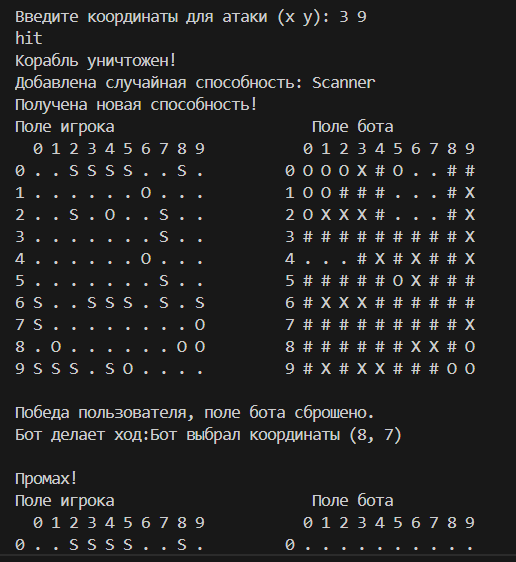 Введите координаты для атаки (x y): 3 9
hit
Корабль уничтожен!
Добавлена случайная способность: Scanner
Получена новая способность!
Поле игрока                      Поле бота
  0 1 2 3 4 5 6 7 8 9           0 1 2 3 4 5 6 7 8 9
0 . . S S S S . . S .         0 O O O X # O . . # #
1 . . . . . . O . . .         1 O O # # # . . . # X
2 . . S . O . . S . .         2 O X X X # . . . # X
3 . . . . . . . S . .         3 # # # # # # # # # X
4 . . . . . . O . . .         4 . . . # X # X # # X
5 . . . . . . . S . .         5 # # # # # O X # # #
6 S . . S S S . S . S         6 # X X X # # # # # #
7 S . . . . . . . . O         7 # # # # # # # # # X
8 . O . . . . . . O O         8 # # # # # # X X # O
9 S S S . S O . . . .         9 # X # X X # # # O O
Победа пользователя, поле бота сброшено.
Бот делает ход:Бот выбрал координаты (8, 7)
Промах!
Поле игрока                      Поле бота
  0 1 2 3 4 5 6 7 8 9           0 1 2 3 4 5 6 7 8 9
0 . . S S S S . . S .         0 . . . . . . . . . .